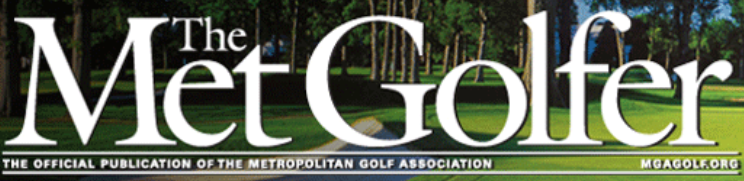 The
Met Golfer
THE OFFICIAL PUBLICATION OF THE METROPOLITAN GOLF ASSOCIATION MGAGOLF.ORG